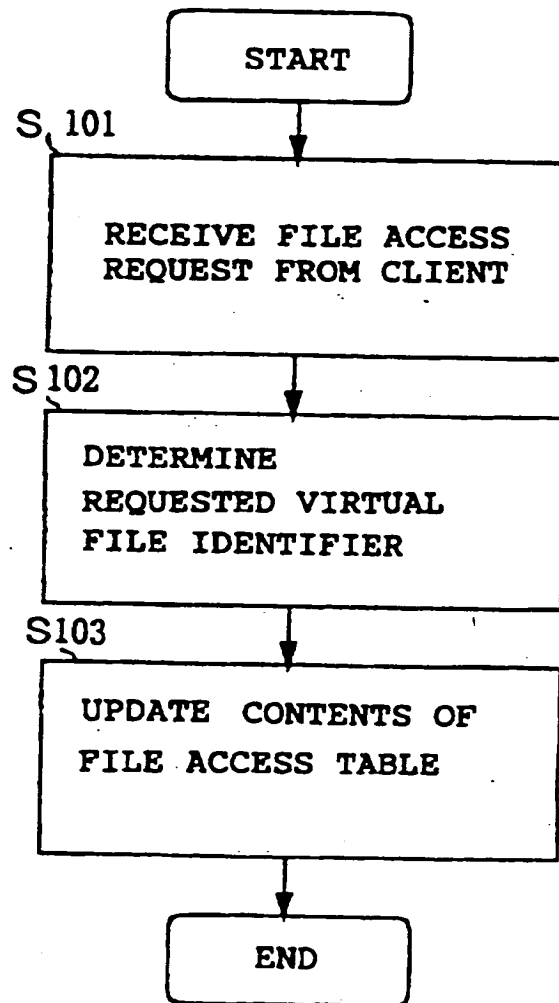 START
S 101
RECEIVE FILE ACCESS
REQUEST FROM CLIENT
S 102
DETERMINE
REQUESTED VIRTUAL
FILE IDENTIFIER
S103
UPDATE CONTENTS OF
FILE ACCESS TABLE
END